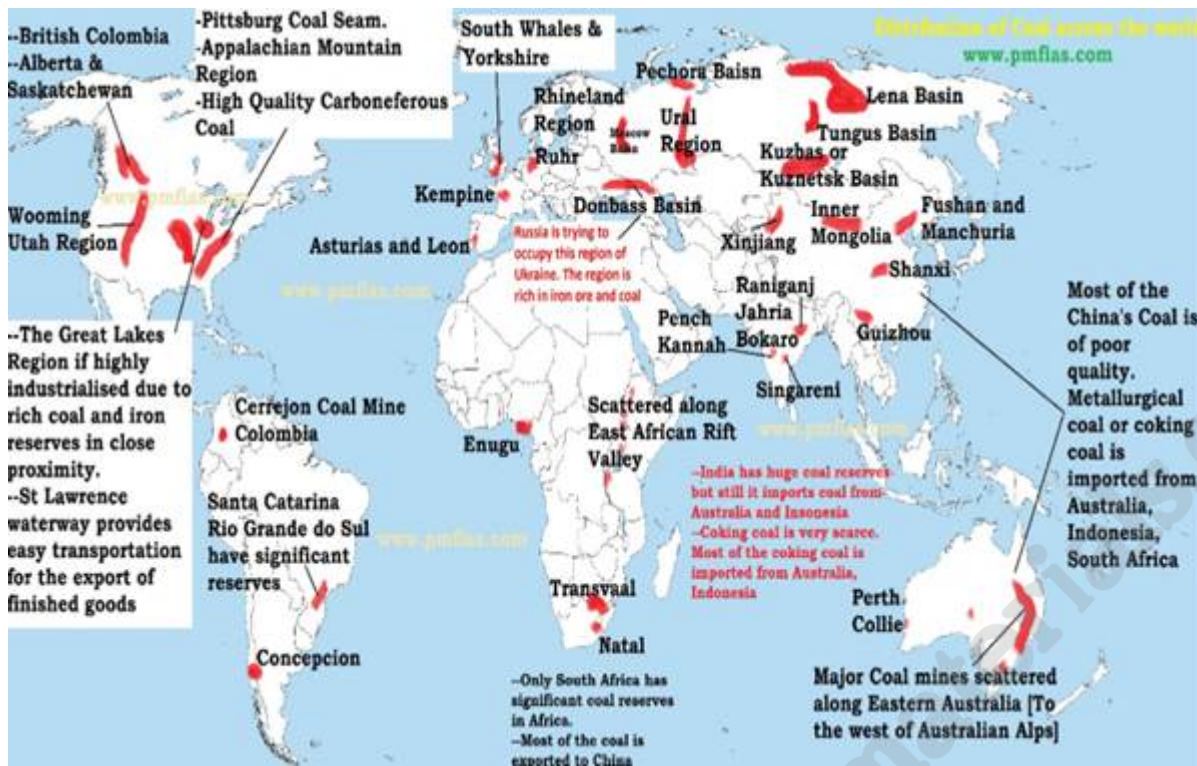 --British Colombia
--Alberta &
Saskatchewan
-Pittsburg Coal Seam.
-Appalachian Mountain
Region
-High Quality Carboneferous
Coal
South Whales &
Yorkshire
Distribution of Coal across the world
www.pmfias.com
Pechora Baisn
Lena Basin
Rhineland
Region
Ural
Region
Moscow
Tungus Basin
Ruhr
Kuzbas or
Kuznetsk Basin
www.pmfias.com
Kempine
Donbass Basin
Wooming
Utah Region
Inner
Mongolia
Fushan and
Manchuria
Asturias and Leon
Russia is trying to
occupy this region of
Ukraine. The region is
rich in iron ore and coal
Xinjiang
Shanxi
www.pmfias.com
Raniganj
Jahria
Bokaro
Pench
Kannah
Guizhou
Singareni
Most of the
China's Coal is
of poor
quality.
Metallurgical
coal or coking
coal is
imported from
Australia,
Indonesia,
South Africa
--The Great Lakes
Region if highly
industrialised due to
rich coal and iron
reserves in close
proximity.
--St Lawrence
waterway provides
easy transportation
for the export of
finished goods
Cerrejon Coal Mine
Colombia
Enugu
Scattered along
East African Rift
Valley
www.pmfias.com
--India has huge coal reserves
but still it imports coal from
Australia and Insonesia
--Coking coal is very scarce.
Most of the coking coal is
imported from Australia,
Indonesia
Santa Catarina
Rio Grande do Sul
have significant
reserves
www.pmfias.com
Transvaal
Natal
Perth
Collie
Concepcion
--Only South Africa has
significant coal reserves
in Africa.
--Most of the coal is
exported to China
Major Coal mines scattered
along Eastern Australia [To
the west of Australian Alps]